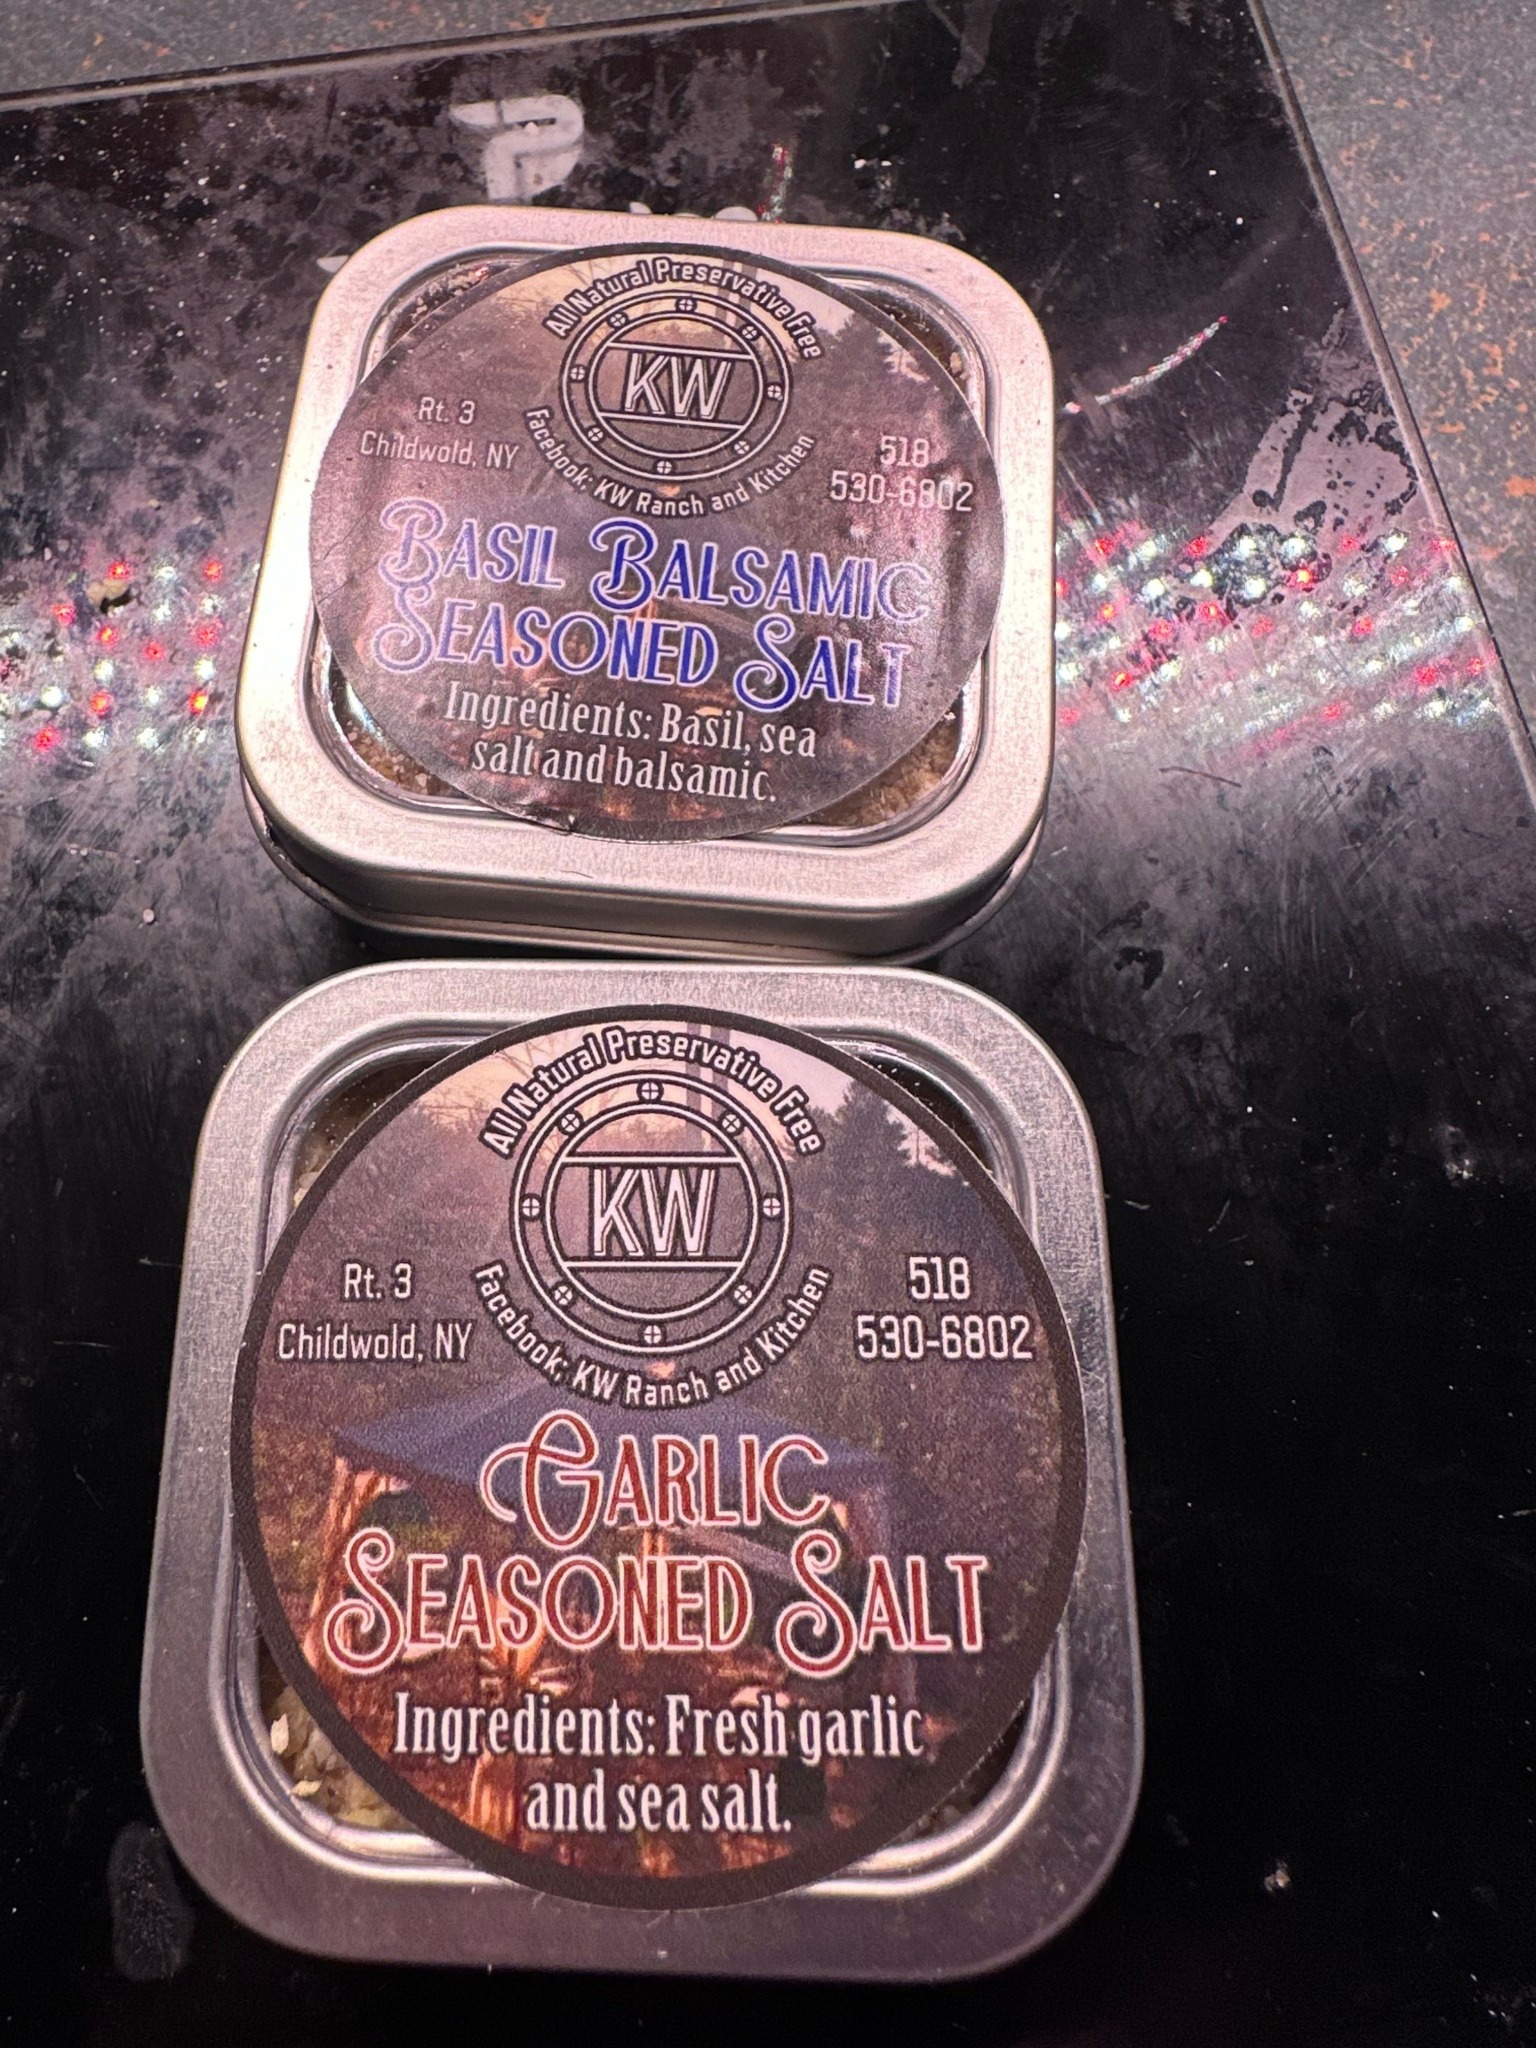 All Natural Preservative Free
KW
Facebook; KW Ranch and Kitchen
Rt. 3
Childwold, NY
518
530-6802
BASIL BALSAMIC
SEASONED SALT
Ingredients: Basil, sea
salt and balsamic.
All Natural Preservative Free
KW
Facebook; KW Ranch and Kitchen
Rt. 3
Childwold, NY
518
530-6802
GARLIC
SEASONED SALT
Ingredients: Fresh garlic
and sea salt.